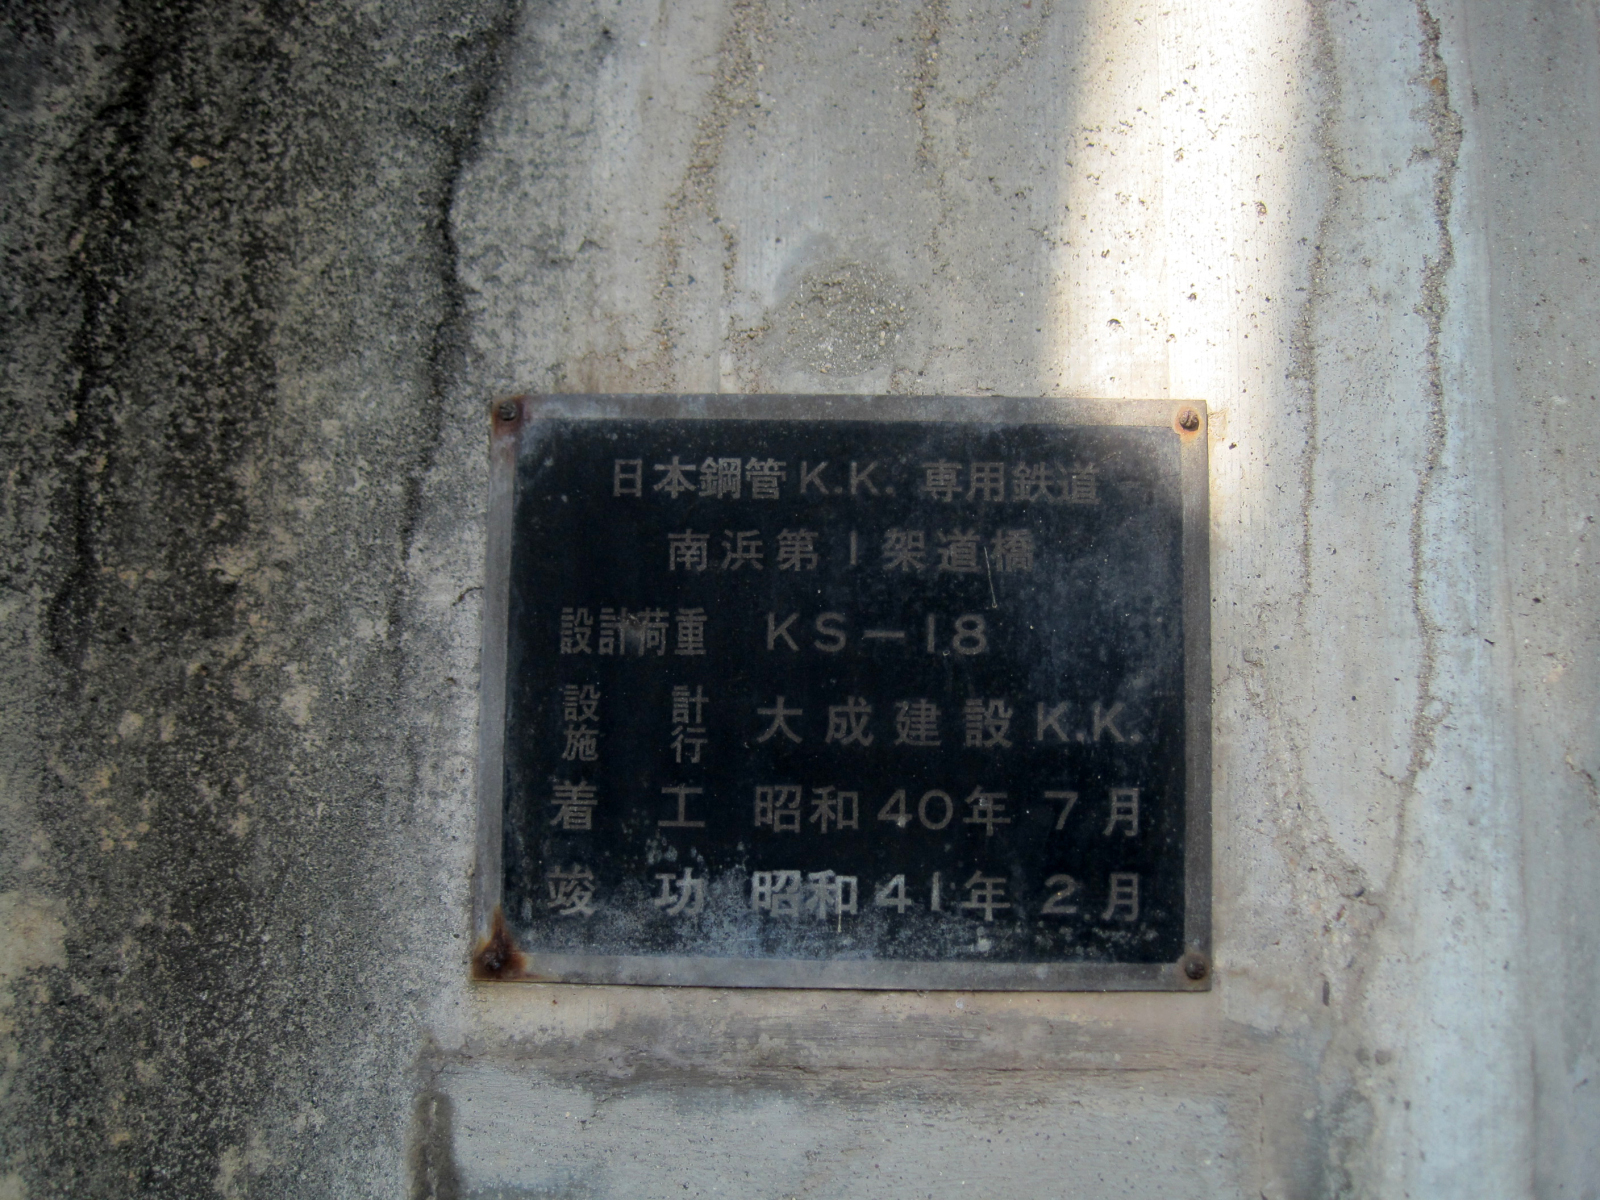 日本鋼管K.K. 専用鉄道
南浜第1架道橋
設計荷重 KS-18
設計
施行 大成建設K.K.
着工 昭和40年7月
竣功 昭和41年2月